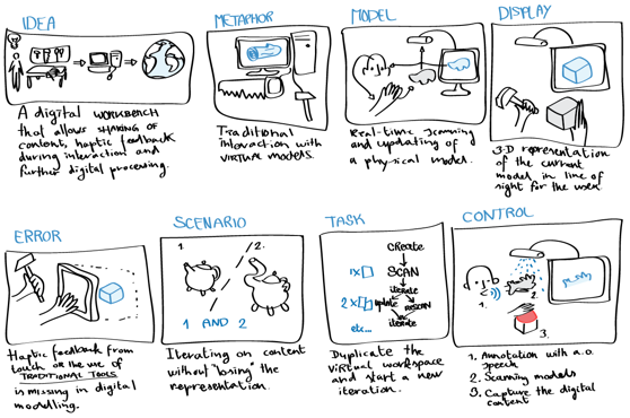 IDEA
A digital WORKBENCH
that allows SHARING OF
content, haptic feedback
during interaction and
further digital processing.
METAPHOR
Traditional
interaction with
VIRTUAL MODELS.
MODEL
Real-time scanning
and updating of
a physical model.
DISPLAY
3-D representation
of the current
model in line of
sight for the user.
ERROR
Haptic feedback from
touch or the use of
TRADITIONAL TOOLS
is missing in digital
modelling.
SCENARIO
1.
2.
1 AND 2
Iterating on content
without "losing" the
representation.
TASK
CREATE
1x
SCAN
iterate
2x
update
RESCAN
iterate
etc...
Duplicate the
virtual workspace
and start a new
iteration.
CONTROL
1.
2.
3.
1. Annotation with a.o.
speech
2. Scanning models
3. Capture the digital
content